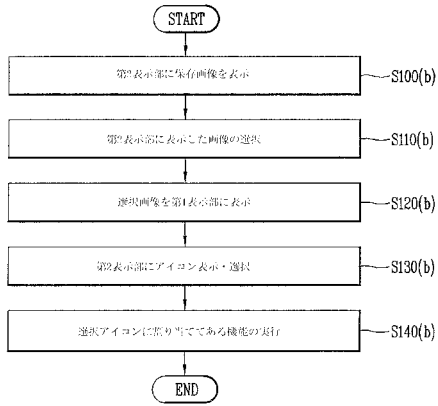 START
第2表示部に保存画像を表示
S100(b)
第2表示部に表示した画像の選択
S110(b)
選択画像を第1表示部に表示
S120(b)
第2表示部にアイコン表示・選択
S130(b)
選択アイコンに割り当ててある機能の実行
S140(b)
END